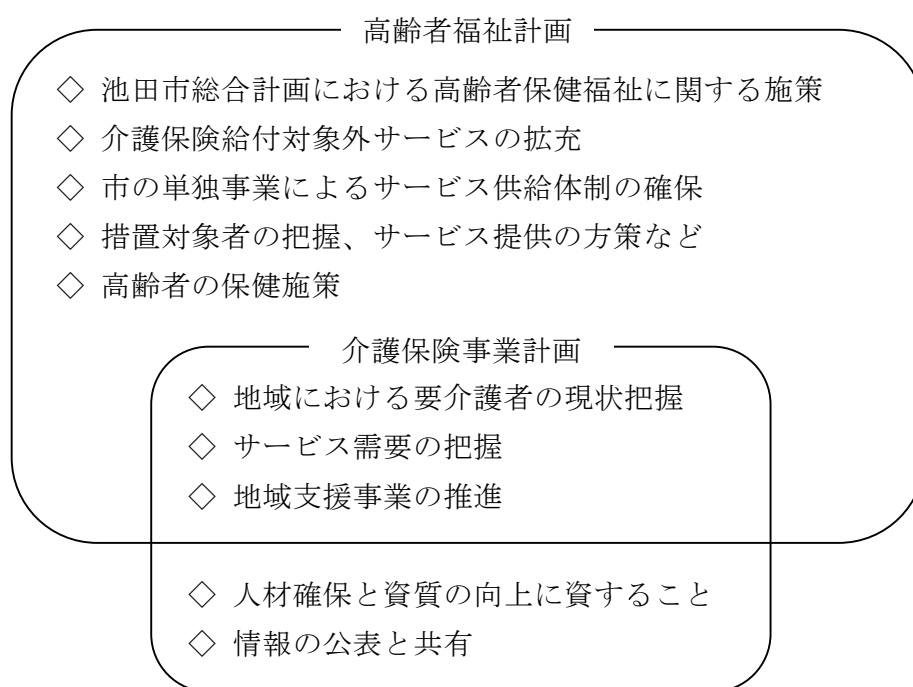 高齢者福祉計画
◇ 池田市総合計画における高齢者保健福祉に関する施策
◇ 介護保険給付対象外サービスの拡充
◇ 市の単独事業によるサービス供給体制の確保
◇ 措置対象者の把握、サービス提供の方策など
◇ 高齢者の保健施策
介護保険事業計画
◇ 地域における要介護者の現状把握
◇ サービス需要の把握
◇ 地域支援事業の推進
◇ 人材確保と資質の向上に資すること
◇ 情報の公表と共有